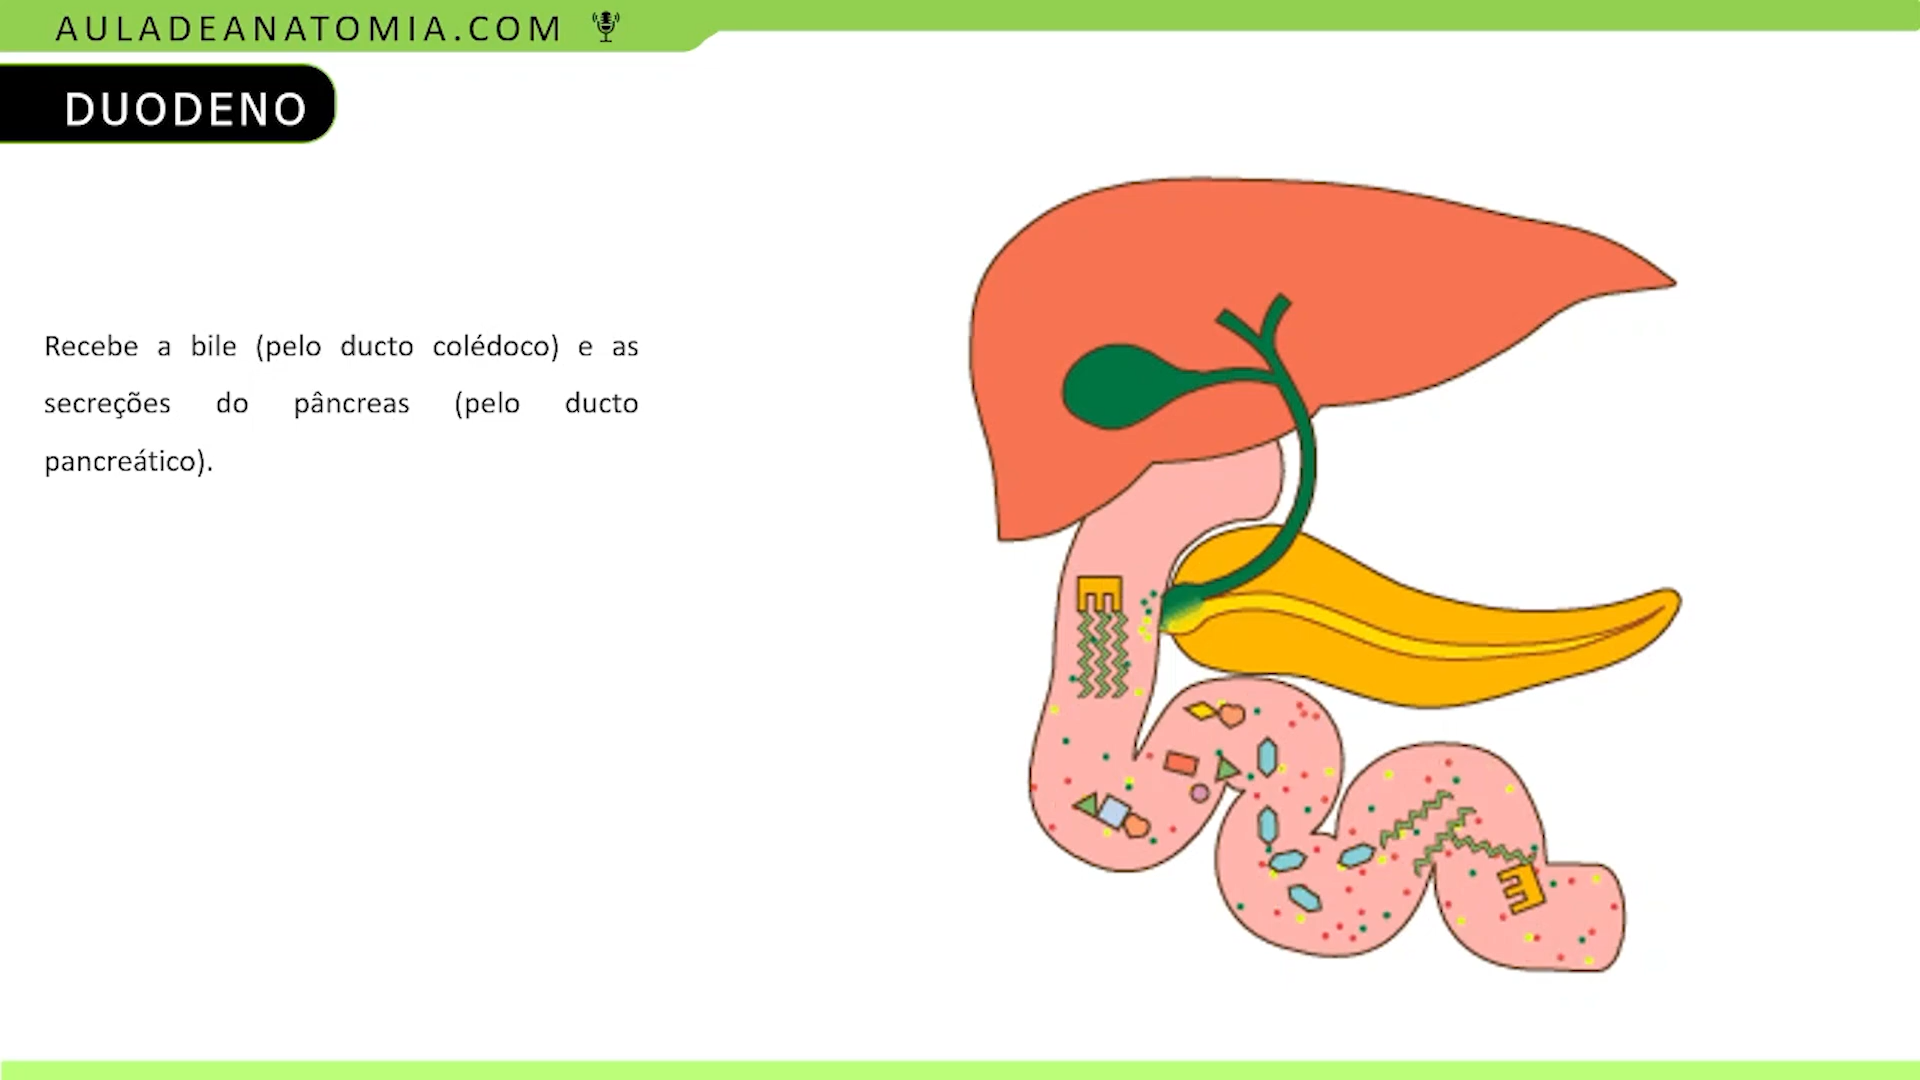 AULADEANATOMIA.COM
DUODENO
Recebe a bile (pelo ducto colédoco) e as
secreções do pâncreas (pelo ducto
pancreático).